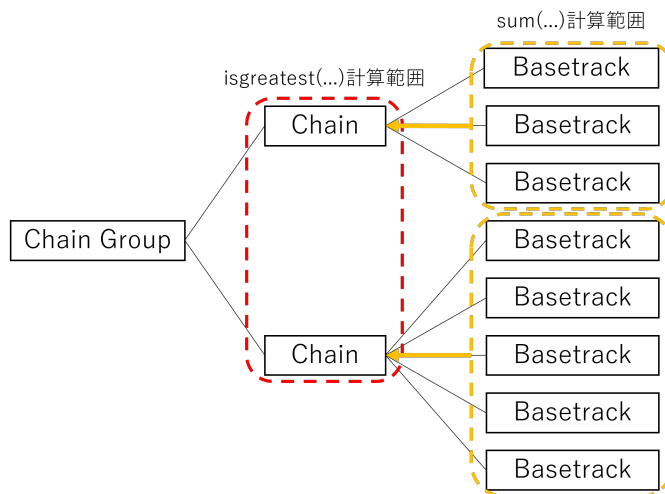 sum(...)計算範囲
isgreatest(...)計算範囲
Chain Group
Chain
Basetrack
Basetrack
Basetrack
Chain
Basetrack
Basetrack
Basetrack
Basetrack
Basetrack